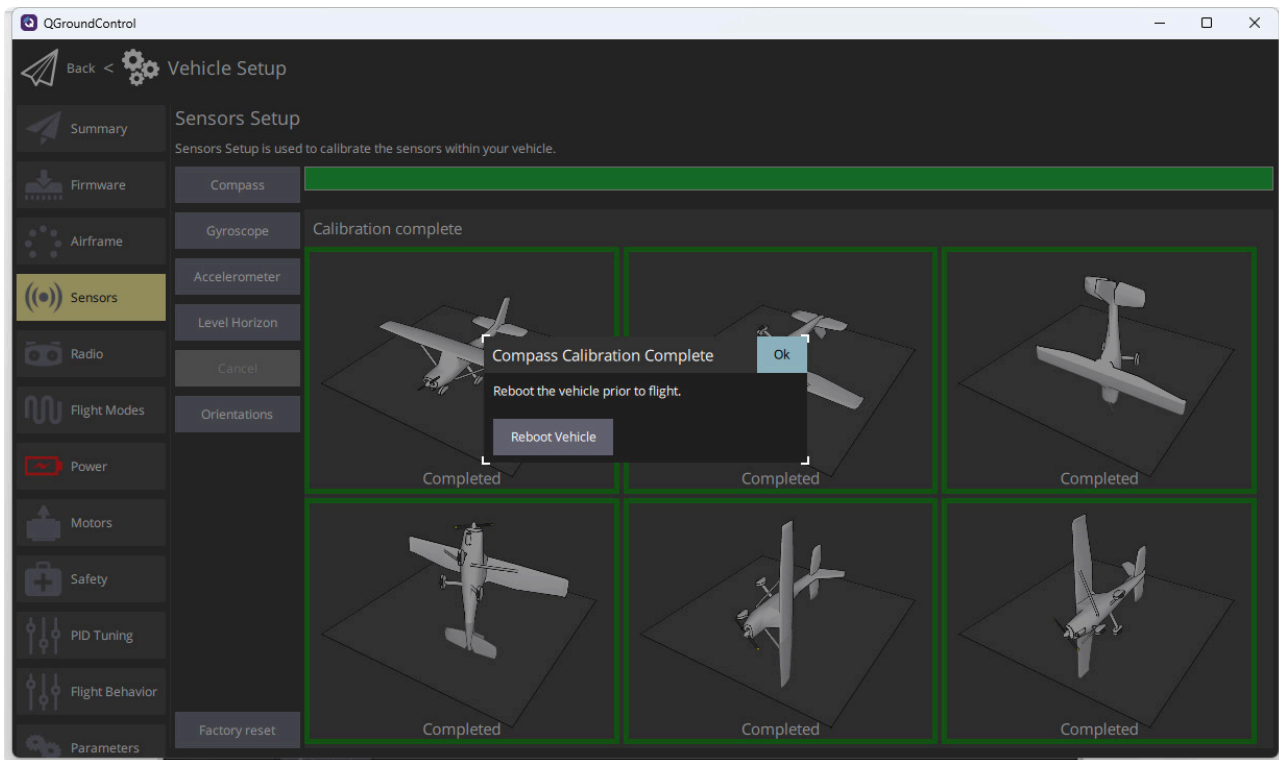 QGroundControl
Back < Vehicle Setup
Summary
Firmware
Airframe
Sensors
Radio
Flight Modes
Power
Motors
Safety
PID Tuning
Flight Behavior
Parameters
Sensors Setup
Sensors Setup is used to calibrate the sensors within your vehicle.
Compass
Gyroscope
Accelerometer
Level Horizon
Cancel
Orientations
Factory reset
Calibration complete
Completed
Completed
Completed
Completed
Completed
Completed
Compass Calibration Complete
Ok
Reboot the vehicle prior to flight.
Reboot Vehicle